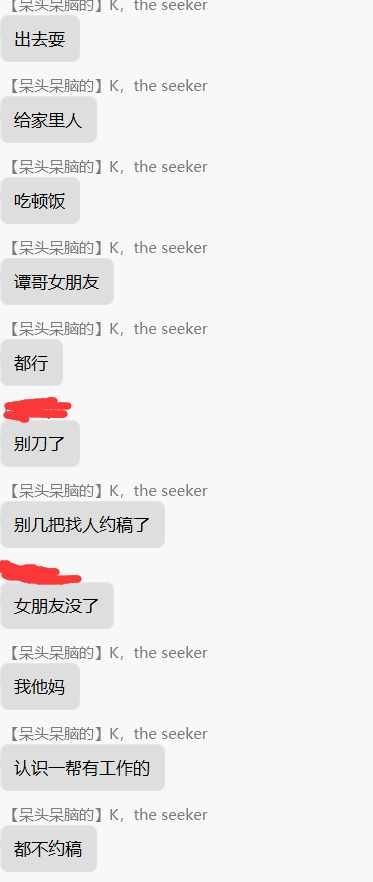 【呆头呆脑的】K，the seeker
出去耍
【呆头呆脑的】K，the seeker
给家里人
【呆头呆脑的】K，the seeker
吃顿饭
【呆头呆脑的】K，the seeker
谭哥女朋友
【呆头呆脑的】K，the seeker
都行
别刀了
【呆头呆脑的】K，the seeker
别几把找人约稿了
女朋友没了
【呆头呆脑的】K，the seeker
我他妈
【呆头呆脑的】K，the seeker
认识一帮有工作的
【呆头呆脑的】K，the seeker
都不约稿